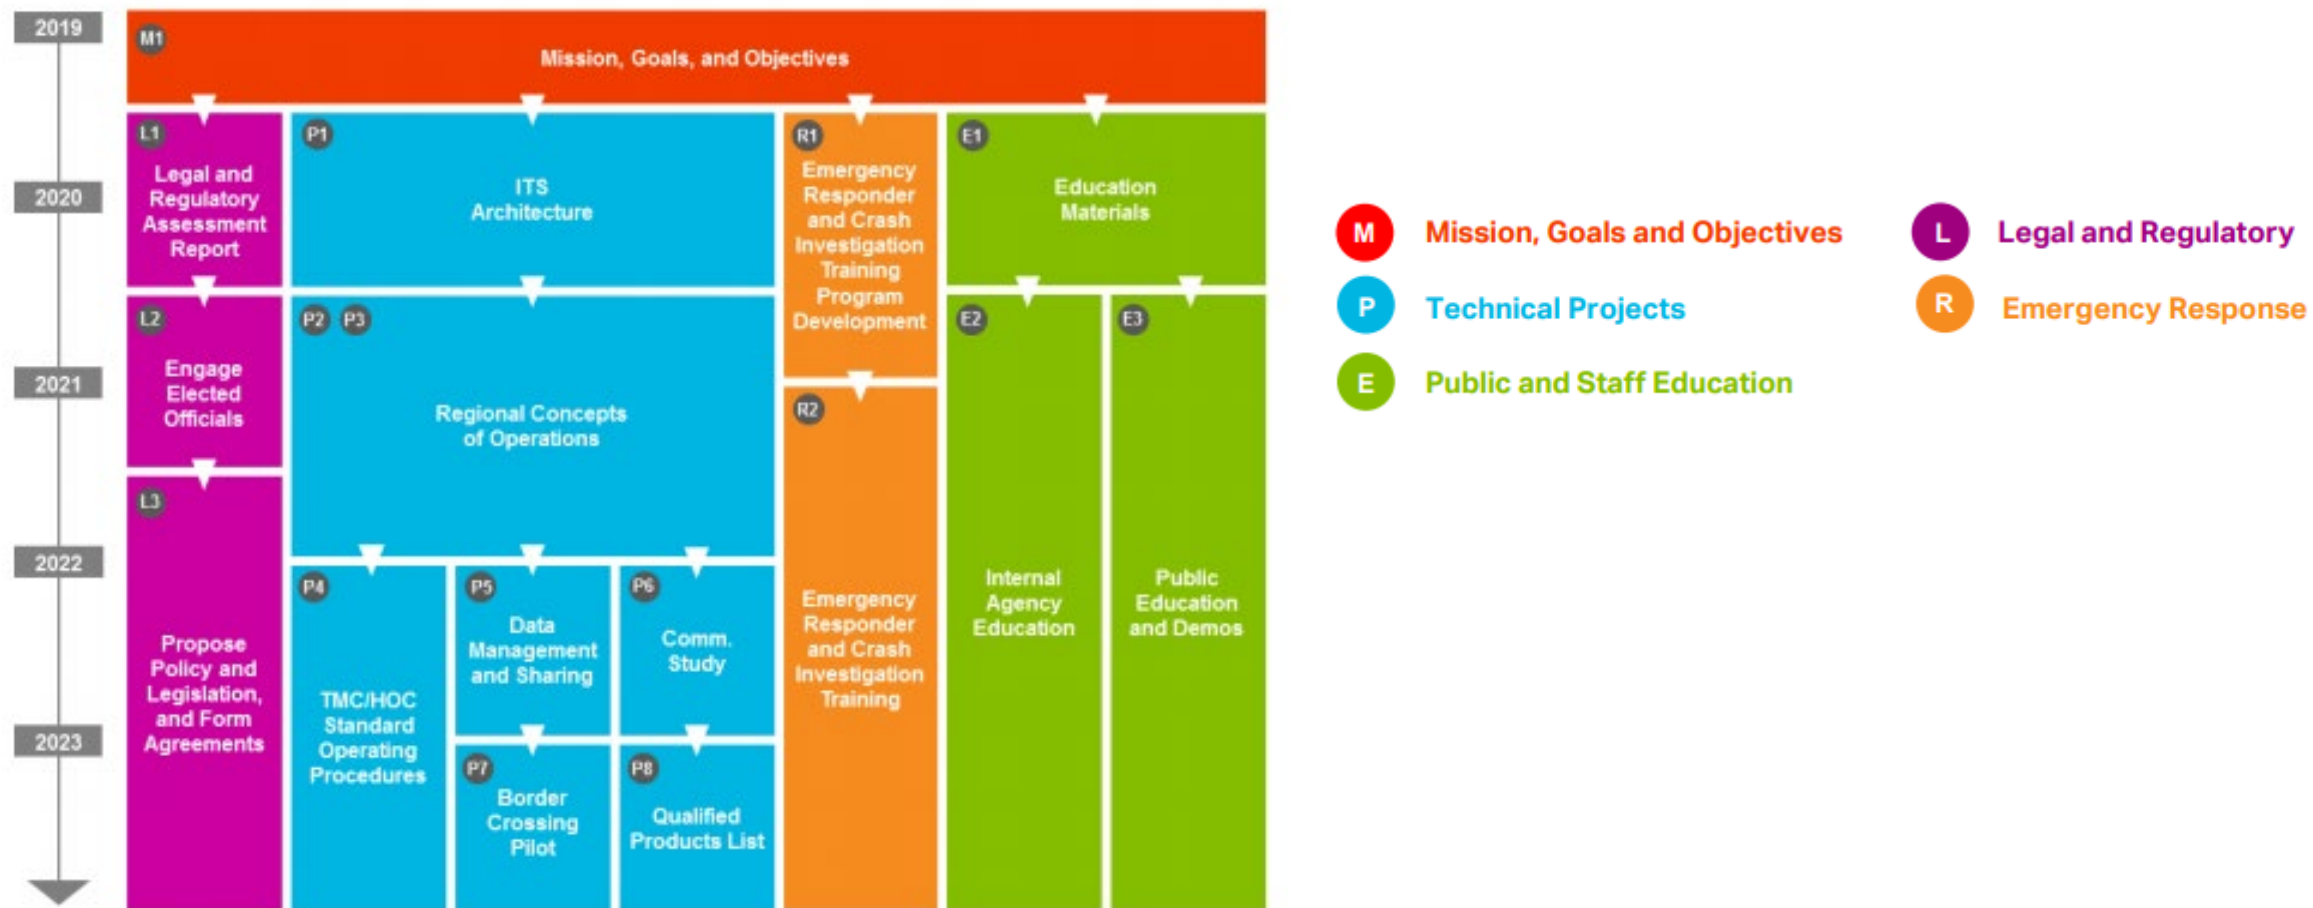 2019
2020
2021
2022
2023
M1
Mission, Goals, and Objectives
L1
Legal and
Regulatory
Assessment
Report
P1
ITS
Architecture
R1
Emergency
Responder
and Crash
Investigation
Training
Program
Development
E1
Education
Materials
L2
Engage
Elected
Officials
P2 P3
Regional Concepts
of Operations
E2
Internal
Agency
Education
E3
Public
Education
and Demos
R2
Emergency
Responder
and Crash
Investigation
Training
L3
Propose
Policy and
Legislation,
and Form
Agreements
P4
TMC/HOC
Standard
Operating
Procedures
P5
Data
Management
and Sharing
P6
Comm.
Study
P7
Border
Crossing
Pilot
P8
Qualified
Products List
M Mission, Goals and Objectives
L Legal and Regulatory
P Technical Projects
R Emergency Response
E Public and Staff Education